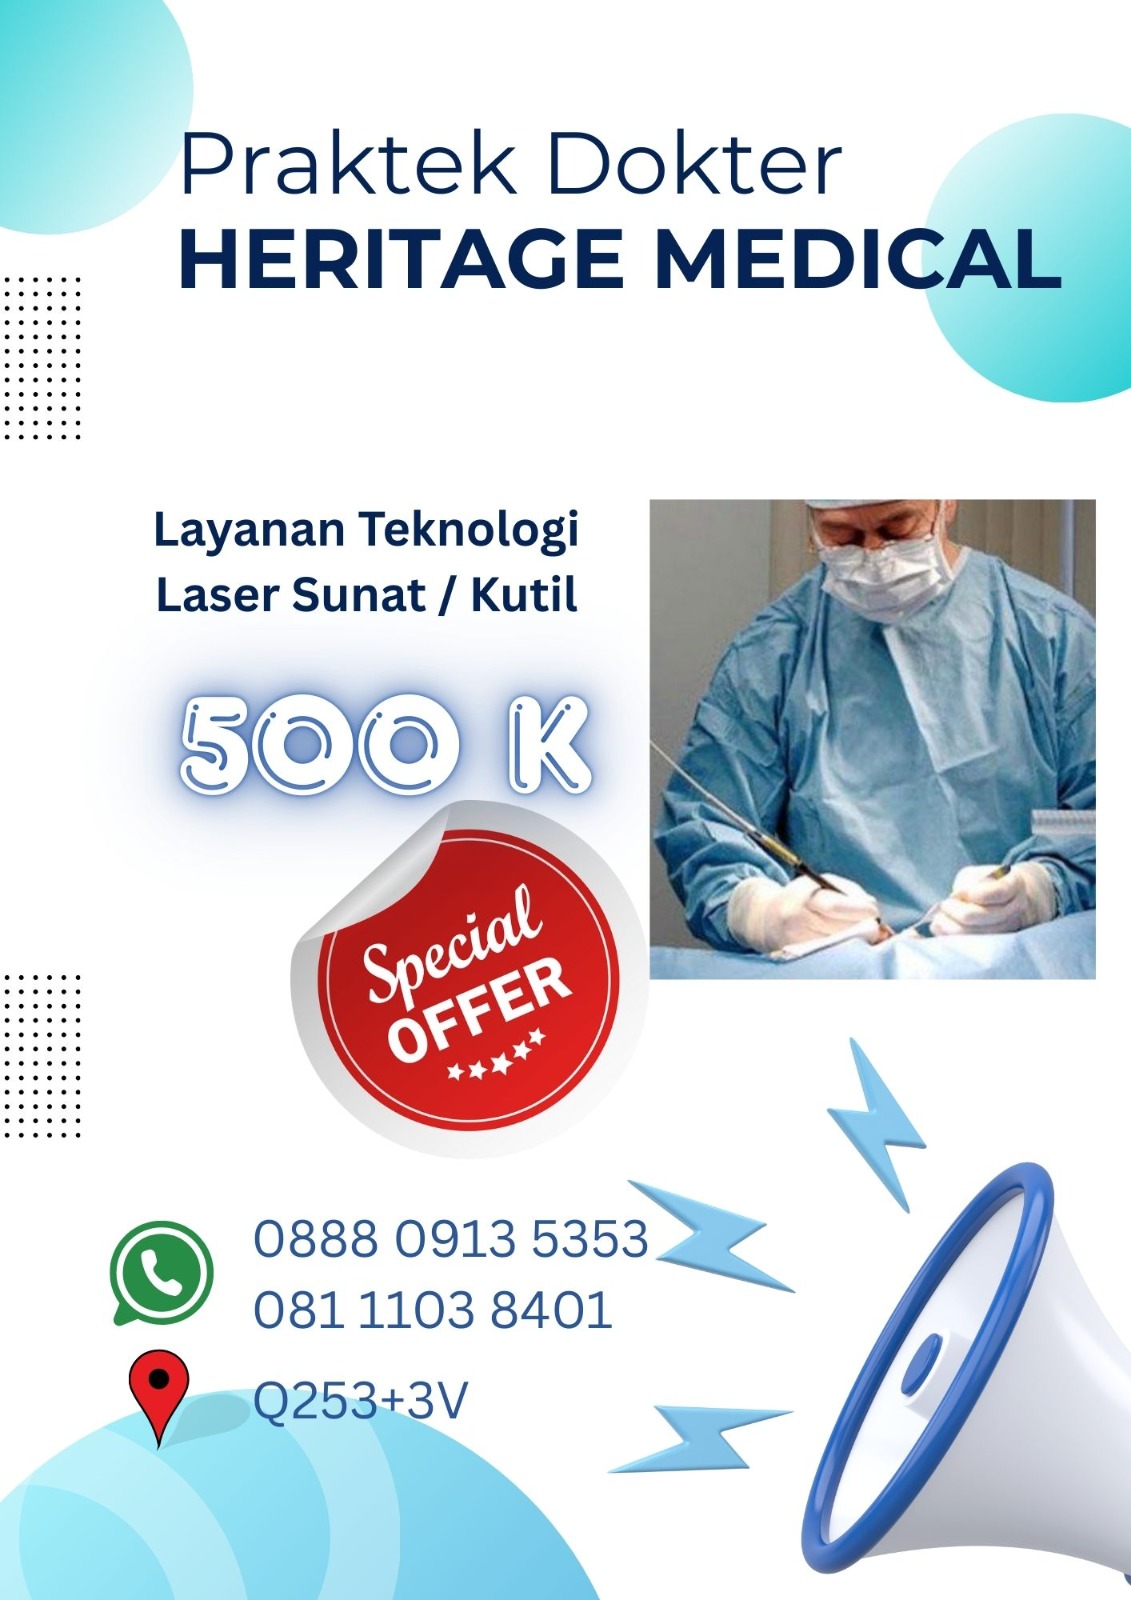 Praktek Dokter
HERITAGE MEDICAL
Layanan Teknologi
Laser Sunat / Kutil
500 K
Special
OFFER
0888 0913 5353
081 1103 8401
Q253+3V